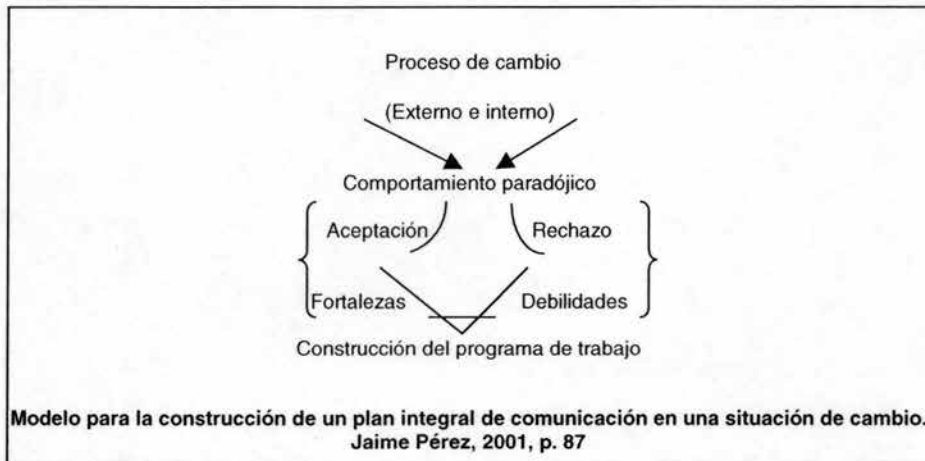 Proceso de cambio
(Externo e interno)
Comportamiento paradójico
Aceptación Rechazo
Fortalezas Debilidades
Construcción del programa de trabajo
Modelo para la construcción de un plan integral de comunicación en una situación de cambio.
Jaime Pérez, 2001, p. 87